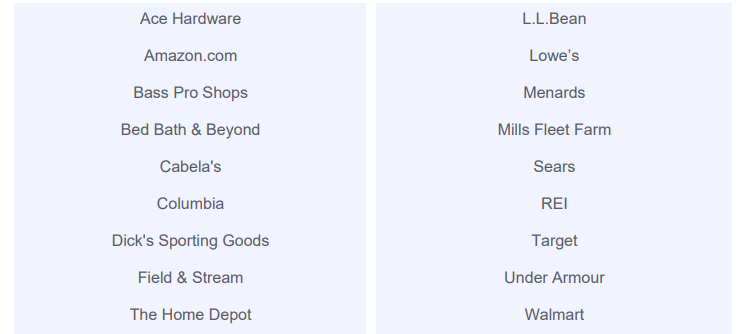 Ace Hardware
Amazon.com
Bass Pro Shops
Bed Bath & Beyond
Cabela's
Columbia
Dick's Sporting Goods
Field & Stream
The Home Depot
L.L.Bean
Lowe’s
Menards
Mills Fleet Farm
Sears
REI
Target
Under Armour
Walmart